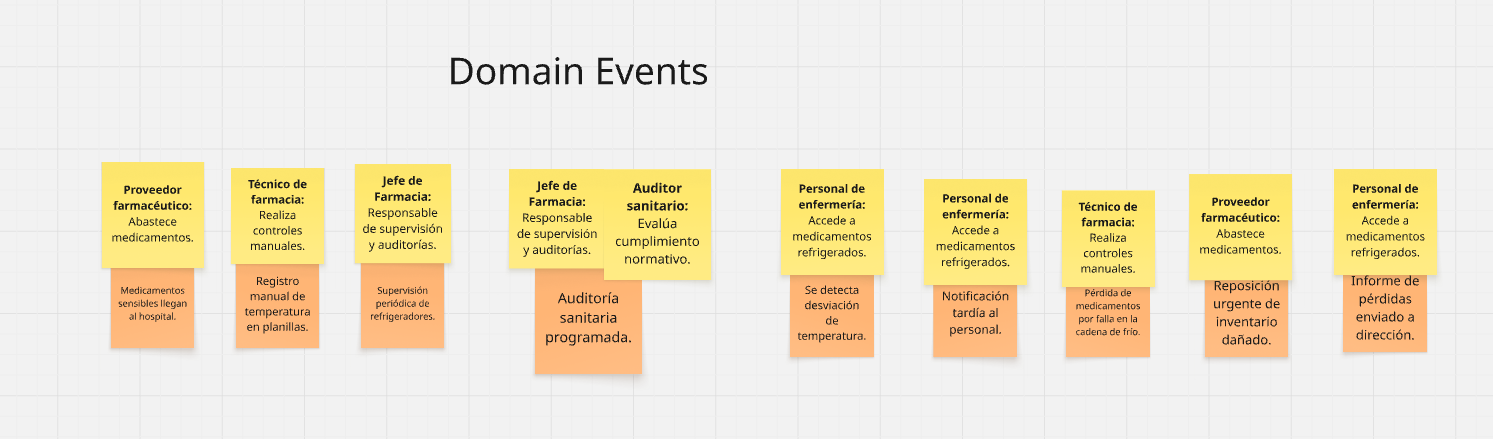 Domain Events
Proveedor
farmacéutico:
Abastece
medicamentos.
Medicamentos
sensibles llegan
al hospital.
Técnico de
farmacia:
Realiza
controles
manuales.
Registro
manual de
temperatura
en planillas.
Jefe de
Farmacia:
Responsable
de supervisión
y auditorías.
Supervisión
periódica de
refrigeradores.
Jefe de
Farmacia:
Responsable
de supervisión
y auditorías.
Auditor
sanitario:
Evalúa
cumplimiento
normativo.
Auditoría
sanitaria
programada.
Personal de
enfermería:
Accede a
medicamentos
refrigerados.
Se detecta
desviación
de
temperatura.
Personal de
enfermería:
Accede a
medicamentos
refrigerados.
Notificación
tardía al
personal.
Técnico de
farmacia:
Realiza
controles
manuales.
Pérdida de
medicamentos
por falla en la
cadena de frío.
Proveedor
farmacéutico:
Abastece
medicamentos.
Reposición
urgente de
inventario
dañado.
Personal de
enfermería:
Accede a
medicamentos
refrigerados.
Informe de
pérdidas
enviado a
dirección.